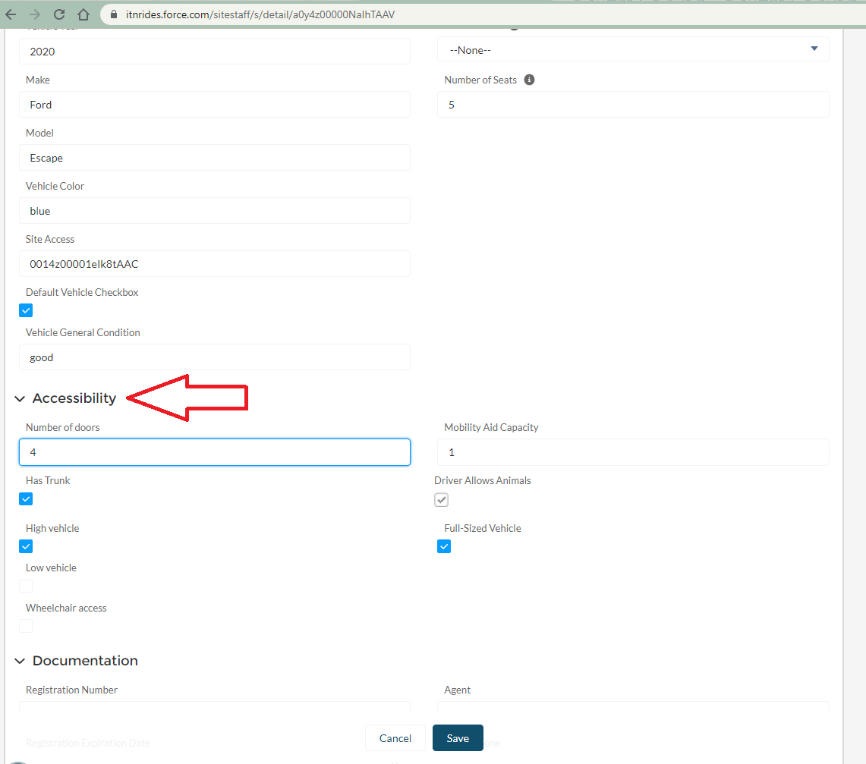 itnrides.force.com/sitestaff/s/detail/a0y4z00000NaIhTAAV
2020
--None--
Make
Number of Seats
Ford
5
Model
Escape
Vehicle Color
blue
Site Access
0014z00001eIk8tAAC
Default Vehicle Checkbox
Vehicle General Condition
good
Accessibility
Number of doors
Mobility Aid Capacity
4
1
Has Trunk
Driver Allows Animals
High vehicle
Full-Sized Vehicle
Low vehicle
Wheelchair access
Documentation
Registration Number
Agent
Registration Expiration Date
Cancel
Save